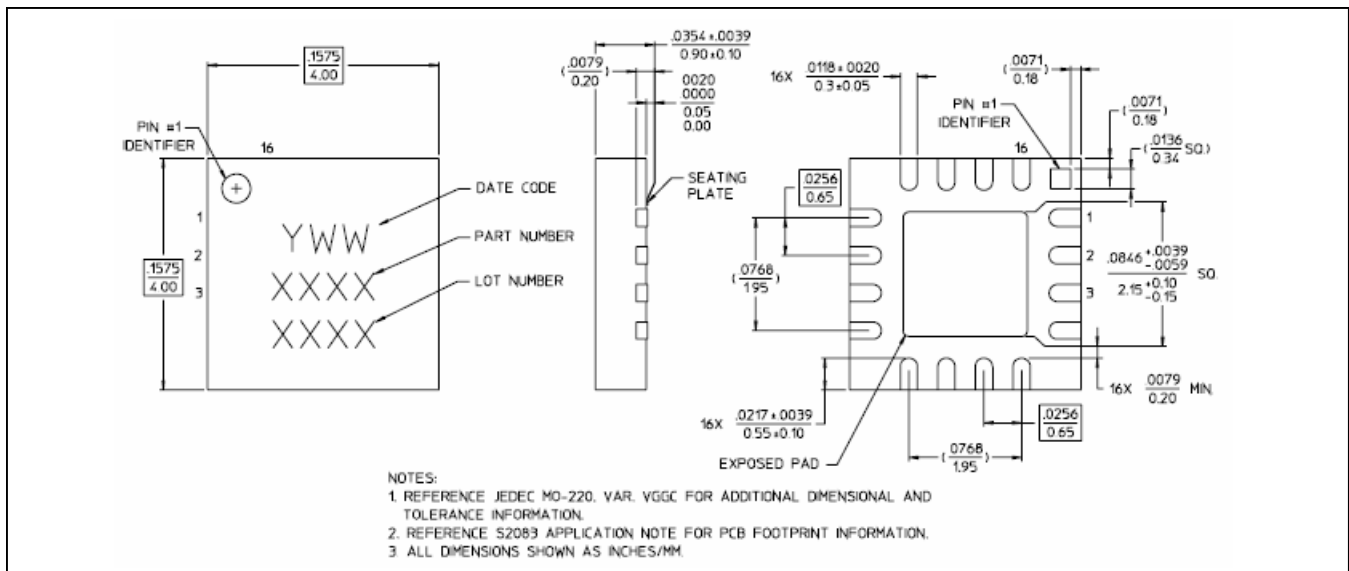 .1575
4.00
PIN #1
IDENTIFIER
16
.1575
4.00
1
2
3
DATE CODE
YWW
PART NUMBER
XXXX
LOT NUMBER
XXXX
.0354±.0039
0.90±0.10
(.0079
0.20)
0020
0000
0.05
0.00
SEATING
PLATE
16X .0118±0020
0.3±0.05
(.0071
0.18)
PIN #1
IDENTIFIER
16
(.0071
0.18)
(.0136
0.34 SQ.)
.0256
0.65
(.0768
1.95)
1
2
3
.0846 +.0039
-.0059
2.15 +0.10
-0.15
SQ.
16X .0079
0.20 MIN.
16X .0217±.0039
0.55±0.10
.0256
0.65
(.0768
1.95)
EXPOSED PAD
NOTES:
1. REFERENCE JEDEC MO-220, VAR. VGGC FOR ADDITIONAL DIMENSIONAL AND
TOLERANCE INFORMATION.
2. REFERENCE S2083 APPLICATION NOTE FOR PCB FOOTPRINT INFORMATION.
3 ALL DIMENSIONS SHOWN AS INCHES/MM.